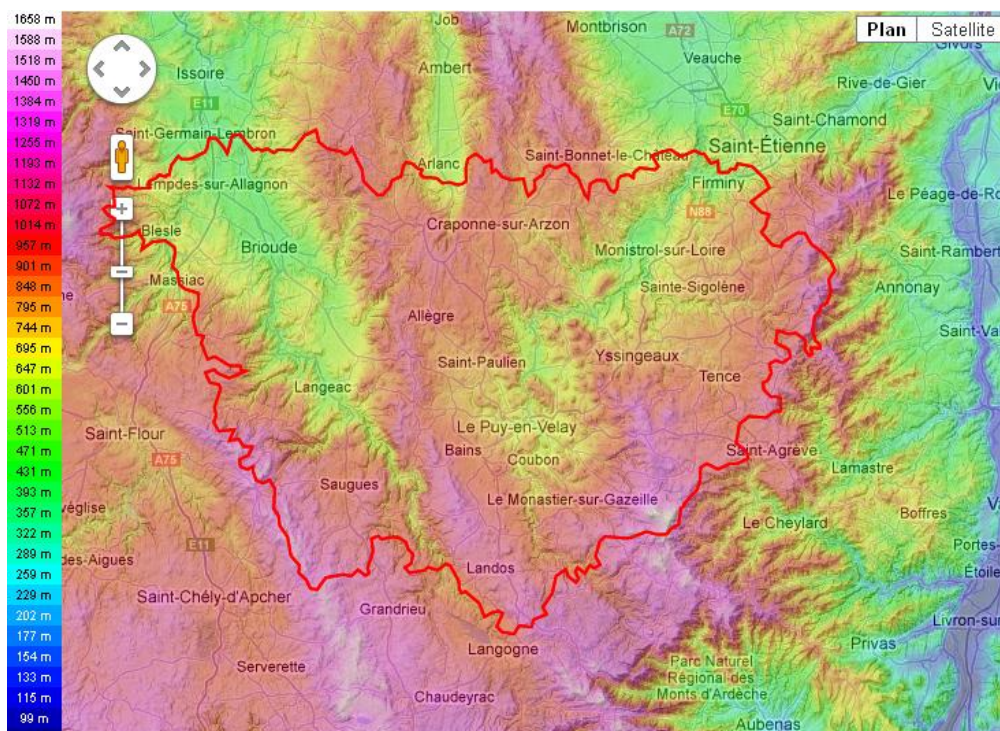 1658 m
1588 m
1518 m
1450 m
1384 m
1319 m
1255 m
1193 m
1132 m
1072 m
1014 m
957 m
901 m
848 m
795 m
744 m
695 m
647 m
601 m
556 m
513 m
471 m
431 m
393 m
357 m
322 m
289 m
259 m
229 m
202 m
177 m
154 m
133 m
115 m
99 m
Plan
Satellite
Job
Montbrison
A72
Givors
Issoire
Ambert
Veauche
Rive-de-Gier
E11
E70
Saint-Chamond
Saint-Germain-Lembron
Arlanc
Saint-Bonnet-le-Château
Saint-Étienne
Lempdes-sur-Allagnon
Firminy
Le Péage-de-Ro
Blesle
Craponne-sur-Arzon
N88
Brioude
Monistrol-sur-Loire
Saint-Rambert
Massiac
Sainte-Sigolène
Annonay
A75
Allègre
Saint-Va
Saint-Paulien
Yssingeaux
Tence
Langeac
Saint-Flour
Le Puy-en-Velay
A75
Bains
Coubon
Saint-Agrève
Lamastre
Saugues
Le Monastier-sur-Gazeille
Boffres
Le Cheylard
E11
Portes-
des-Aigues
Landos
Étoile
Saint-Chély-d'Apcher
Grandrieu
Livron-sur
Langogne
Privas
Serverette
Parc Naturel
Régional des
Monts d'Ardèche
Chaudeyrac
Aubenas